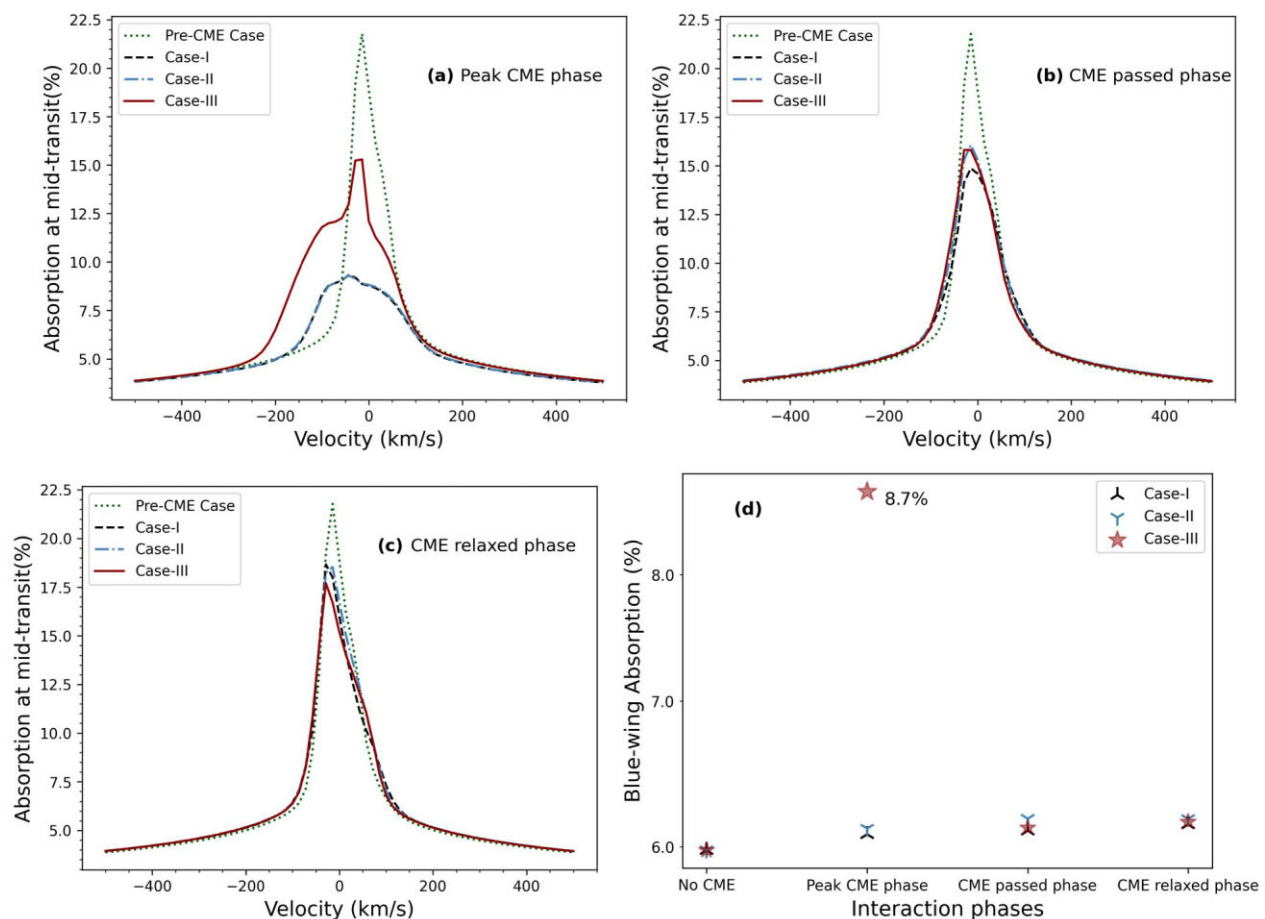 22.5
20.0
17.5
15.0
12.5
10.0
7.5
5.0
Absorption at mid-transit(%)
Pre-CME Case
Case-I
Case-II
Case-III
(a) Peak CME phase
−400 −200 0 200 400
Velocity (km/s)
22.5
20.0
17.5
15.0
12.5
10.0
7.5
5.0
Absorption at mid-transit(%)
Pre-CME Case
Case-I
Case-II
Case-III
(b) CME passed phase
−400 −200 0 200 400
Velocity (km/s)
22.5
20.0
17.5
15.0
12.5
10.0
7.5
5.0
Absorption at mid-transit(%)
Pre-CME Case
Case-I
Case-II
Case-III
(c) CME relaxed phase
−400 −200 0 200 400
Velocity (km/s)
8.0
7.0
6.0
Blue-wing Absorption (%)
(d)
8.7%
Case-I
Case-II
Case-III
No CME Peak CME phase CME passed phase CME relaxed phase
Interaction phases